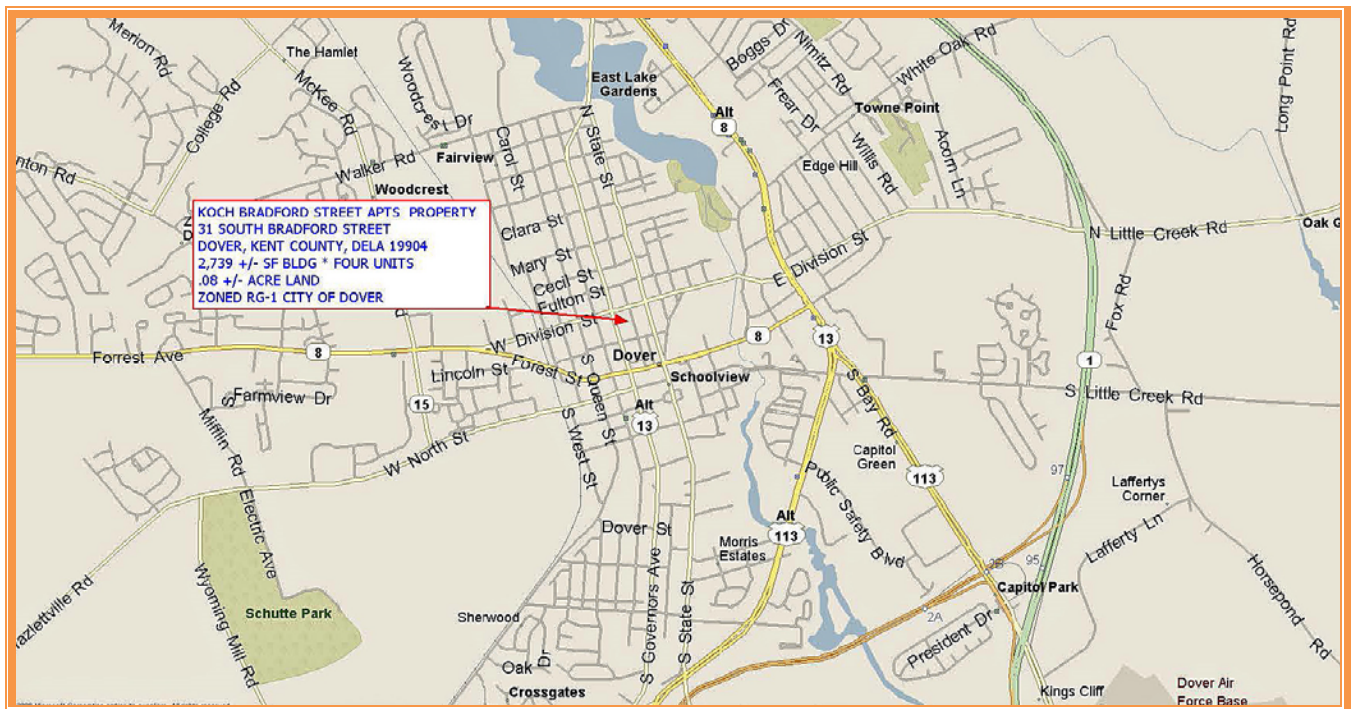 Merion Rd
The Hamlet
McKee Rd
College Rd
Woodcrest Dr
East Lake
Gardens
Alt
8
Boggs Dr
Nimitz Rd
White Oak Rd
Long Point Rd
Frear Dr
Towne Point
Willis Rd
Acorn Ln
Edge Hill
N State St
Carol St
Fairview
Walker Rd
Woodcrest
nton Rd
KOCH BRADFORD STREET APTS PROPERTY
31 SOUTH BRADFORD STREET
DOVER, KENT COUNTY, DELA 19904
2,739 +/- SF BLDG * FOUR UNITS
.08 +/- ACRE LAND
ZONED RG-1 CITY OF DOVER
Clara St
Mary St
Cecil St
Fulton St
W Division St
E Division St
N Little Creek Rd
Oak G
Fox Rd
Forrest Ave
8
Lincoln St
Forest St
Dover
8
13
Schoolview
1
S Little Creek Rd
S Farmview Dr
15
S Queen St
S West St
Alt
13
S Bay Rd
Mifflin Rd
W North St
Capitol
Green
113
97
Laffertys
Corner
Public Safety Blvd
Electric Ave
Dover St
Alt
113
Morris
Estates
Lafferty Ln
2B
95
Capitol Park
Horsepond Rd
azlettville Rd
Wyoming Mill Rd
Schutte Park
Sherwood
S Governors Ave
S State St
2A
President Dr
Oak Dr
Crossgates
Kings Cliff
Dover Air
Force Base